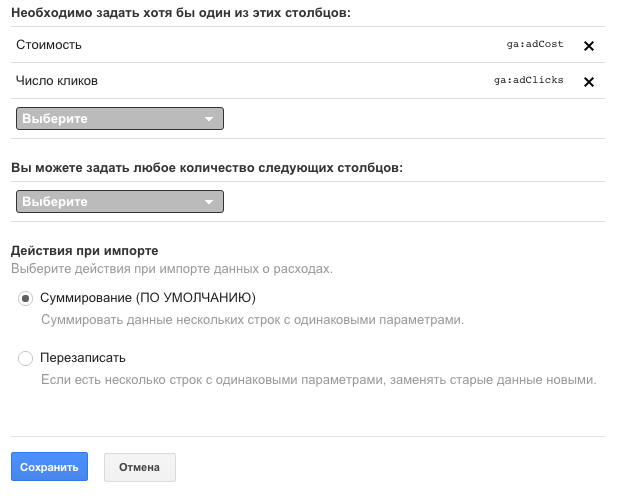 Необходимо задать хотя бы один из этих столбцов:
Стоимость ga:adCost
Число кликов ga:adClicks
Выберите
Вы можете задать любое количество следующих столбцов:
Выберите
Действия при импорте
Выберите действия при импорте данных о расходах.
Суммирование (ПО УМОЛЧАНИЮ)
Суммировать данные нескольких строк с одинаковыми параметрами.
Перезаписать
Если есть несколько строк с одинаковыми параметрами, заменять старые данные новыми.
Сохранить Отмена